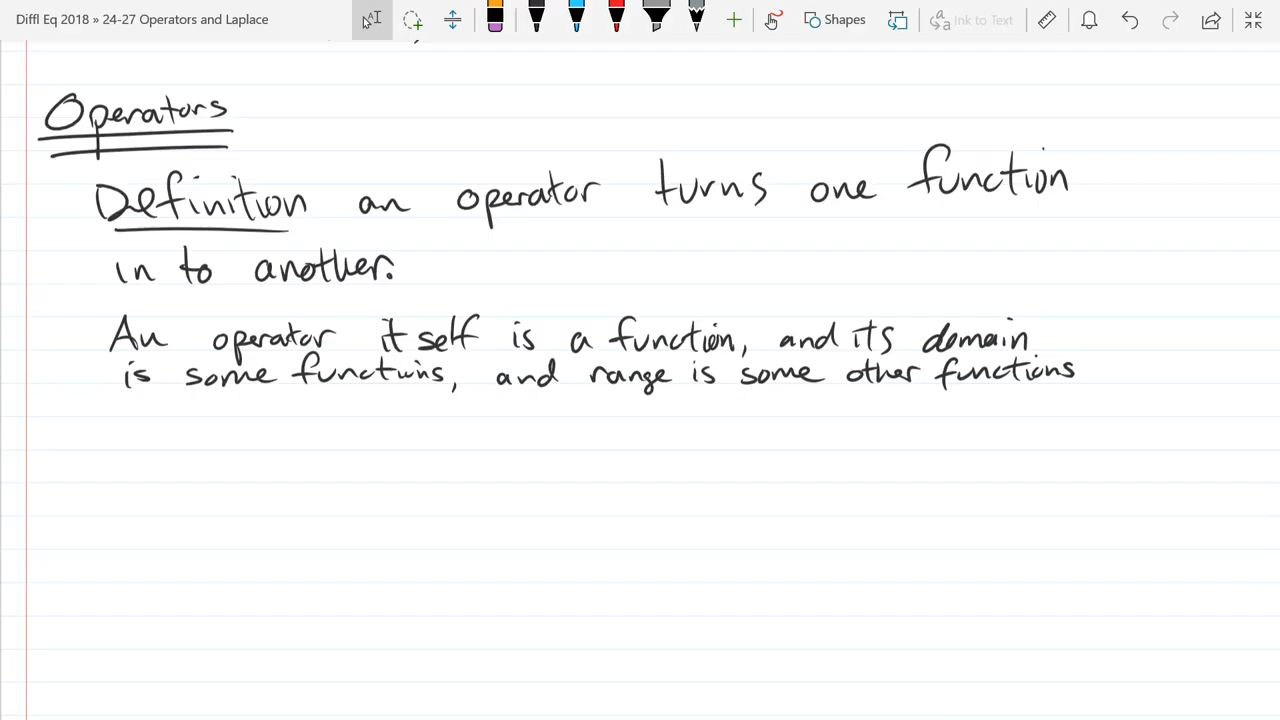 Diffl Eq 2018 » 24-27 Operators and Laplace
Shapes
Ink to Text
Operators
Definition an operator turns one function
in to another.
An operator itself is a function, and its domain
is some functions, and range is some other functions